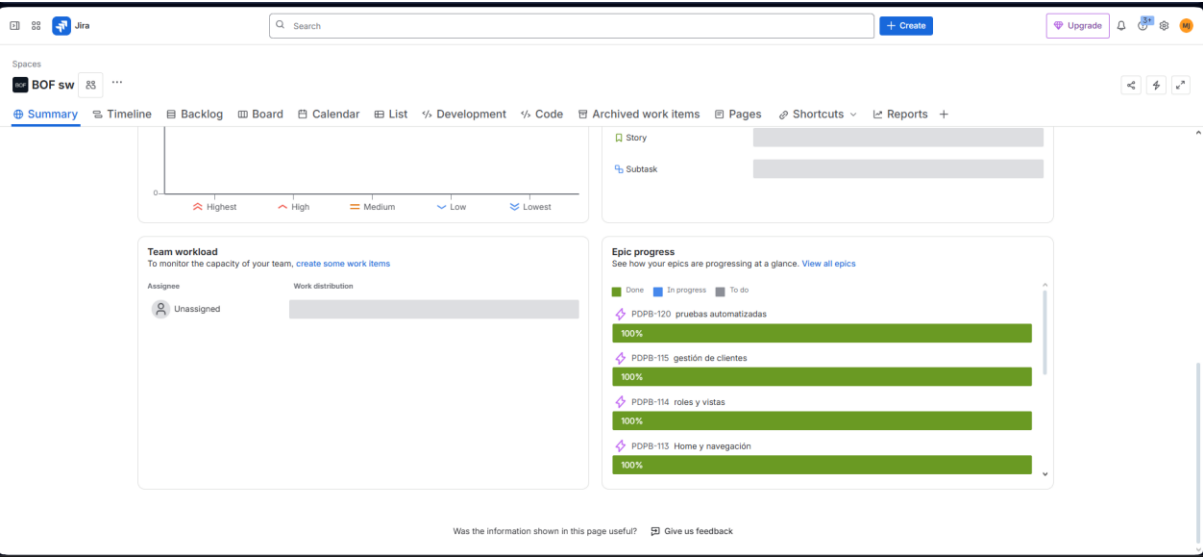 Jira
Search
+ Create
Upgrade
3+
MJ
Spaces
BOF
BOF sw
Summary
Timeline
Backlog
Board
Calendar
List
Development
Code
Archived work items
Pages
Shortcuts
Reports
0
Highest
High
Medium
Low
Lowest
Story
Subtask
Team workload
To monitor the capacity of your team, create some work items
Assignee Work distribution
Unassigned
Epic progress
See how your epics are progressing at a glance. View all epics
Done In progress To do
PDPB-120 pruebas automatizadas
100%
PDPB-115 gestión de clientes
100%
PDPB-114 roles y vistas
100%
PDPB-113 Home y navegación
100%
Was the information shown in this page useful? Give us feedback